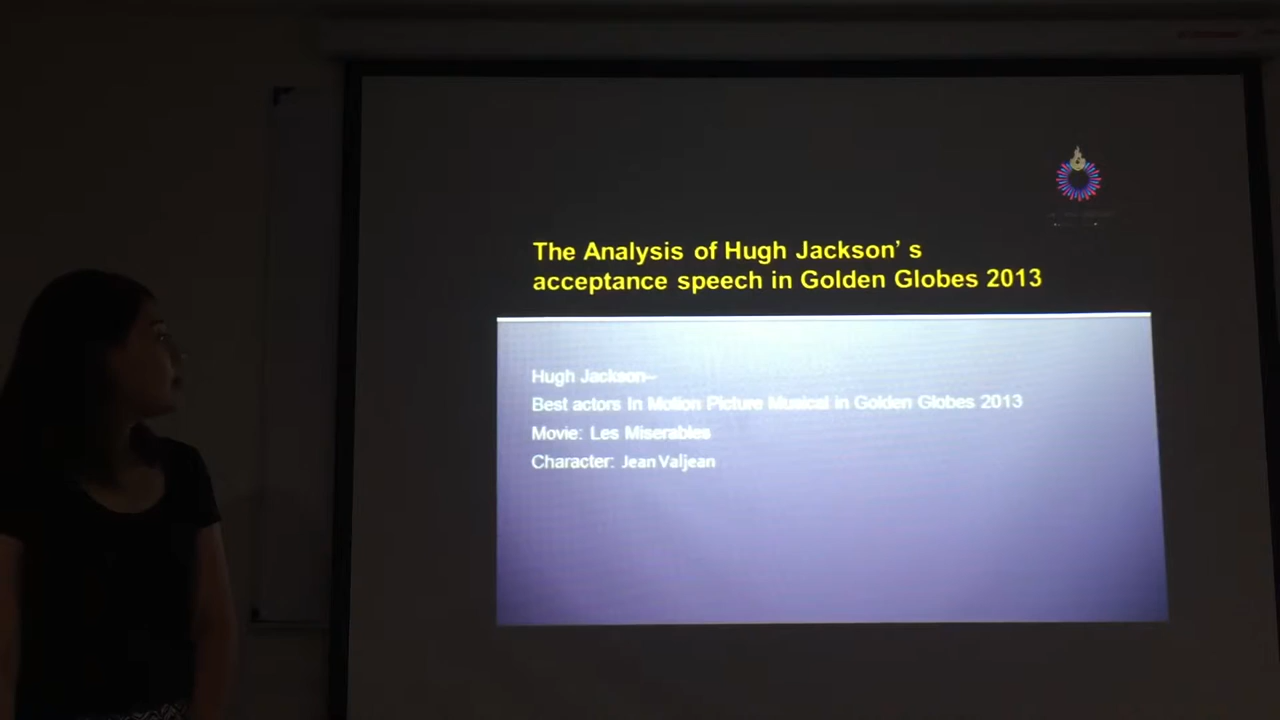 The Analysis of Hugh Jackson’ s
acceptance speech in Golden Globes 2013
Hugh Jackson–
Best actors In Motion Picture Musical in Golden Globes 2013
Movie: Les Miserables
Character: Jean Valjean